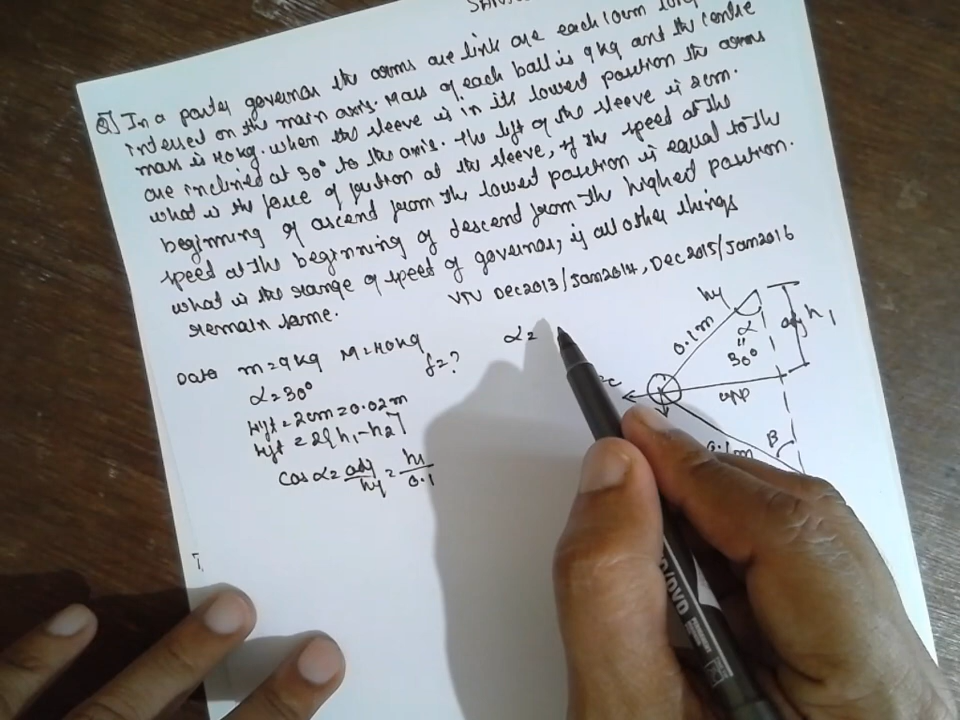 Q] In a porter governor the arms are link are each 10cm long
intersed on the main axis. Mass of each ball is 9kg and the centre
mass is 40kg. when the sleeve is in its lowest position the arms
are inclined at 30° to the axis. The lift of the sleeve is 2cm.
what is the force of friction at the sleeve, if the speed at the
beginning of ascend from the lowest position is equal to the
speed at the beginning of descend from the highest position.
what is the range of speed of governor, is all other things
remain same.
VTU Dec2013/Jan2014, Dec2015/Jan2016
Data m=9kg M=40kg
α=30° f=?
lift=2cm=0.02m
lift=2[h1-h2]
cosα=adj/hy=h1/0.1
α=
hy
0.1m
α
=
30°
adj h1
opp
0.1m
β